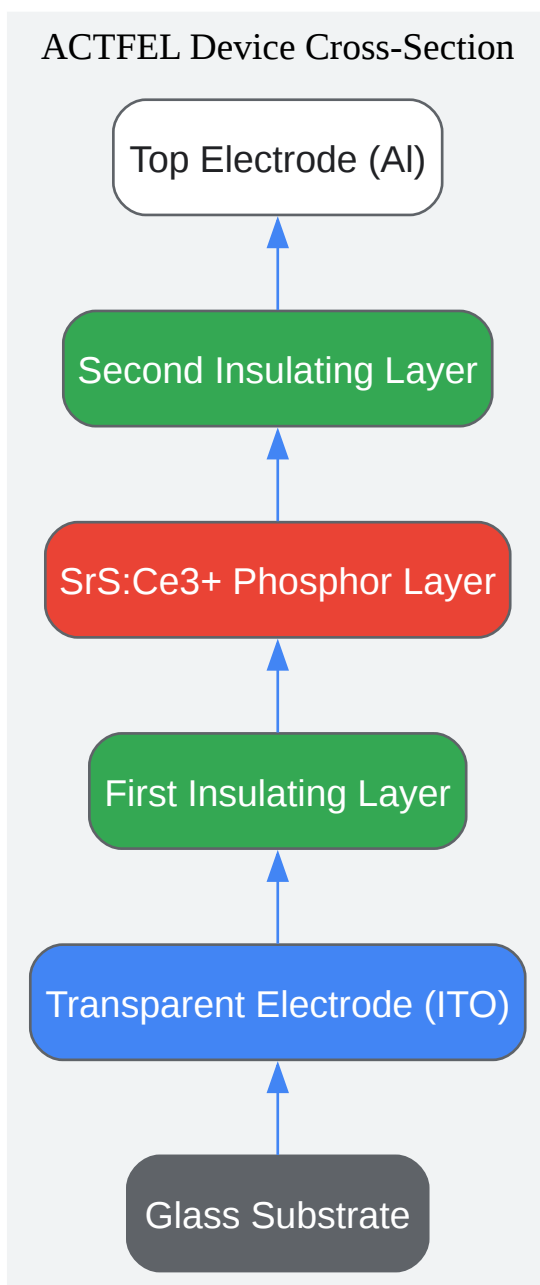 ACTFEL Device Cross-Section
Top Electrode (Al)
Second Insulating Layer
SrS:Ce3+ Phosphor Layer
First Insulating Layer
Transparent Electrode (ITO)
Glass Substrate